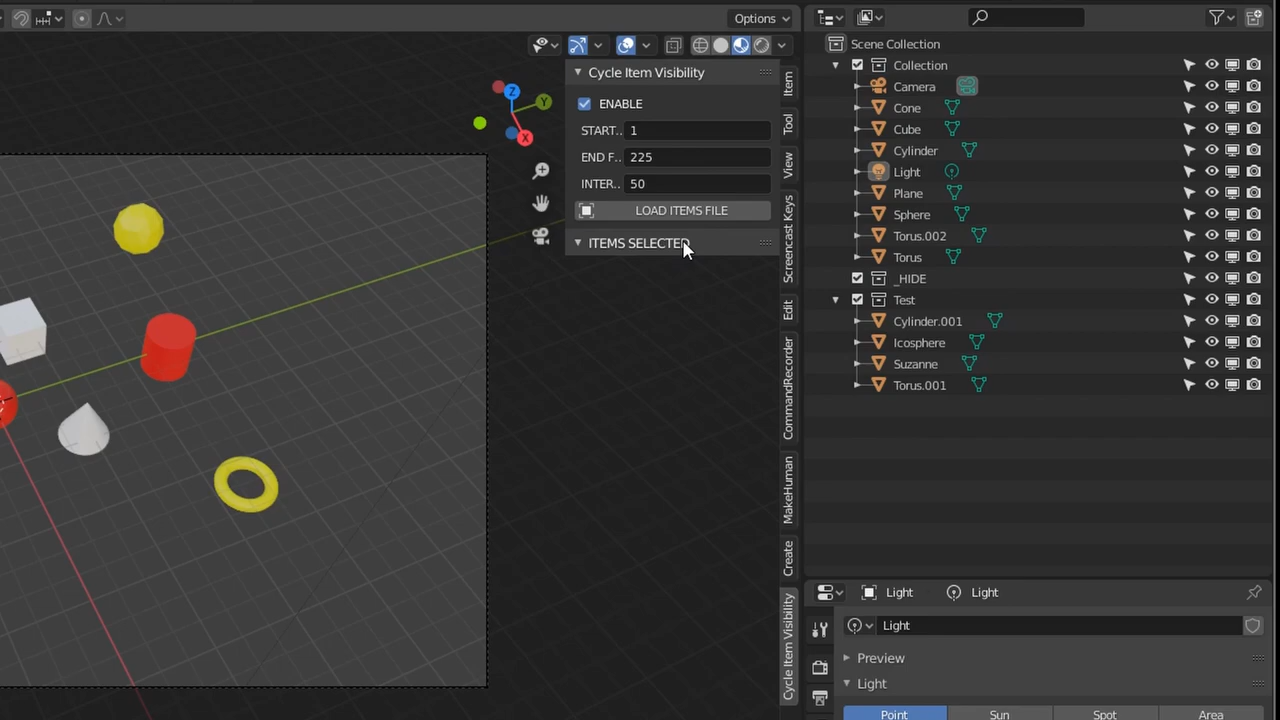 Options
Scene Collection
Cycle Item Visibility
ENABLE
START.. 1
END F.. 225
INTER.. 50
LOAD ITEMS FILE
ITEMS SELECTED
Z
Y
X
Item
Tool
View
Screencast Keys
Edit
CommandRecorder
MakeHuman
Create
Cycle Item Visibility
Collection
Camera
Cone
Cube
Cylinder
Light
Plane
Sphere
Torus.002
Torus
_HIDE
Test
Cylinder.001
Icosphere
Suzanne
Torus.001
Light Light
Light
Preview
Light
Point Sun Spot Area